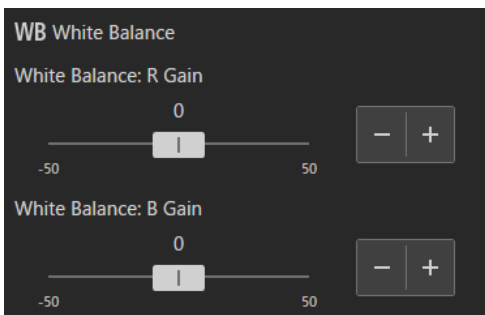 WB White Balance
White Balance: R Gain
0
− +
-50 50
White Balance: B Gain
0
− +
-50 50